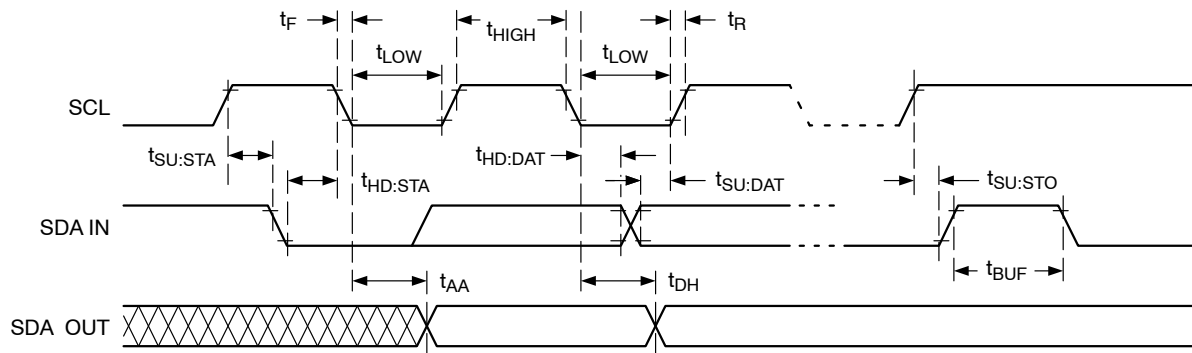 tF
tHIGH
tR
tLOW
tLOW
SCL
tSU:STA
tHD:STA
tHD:DAT
tSU:DAT
tSU:STO
SDA IN
tBUF
tAA
tDH
SDA OUT